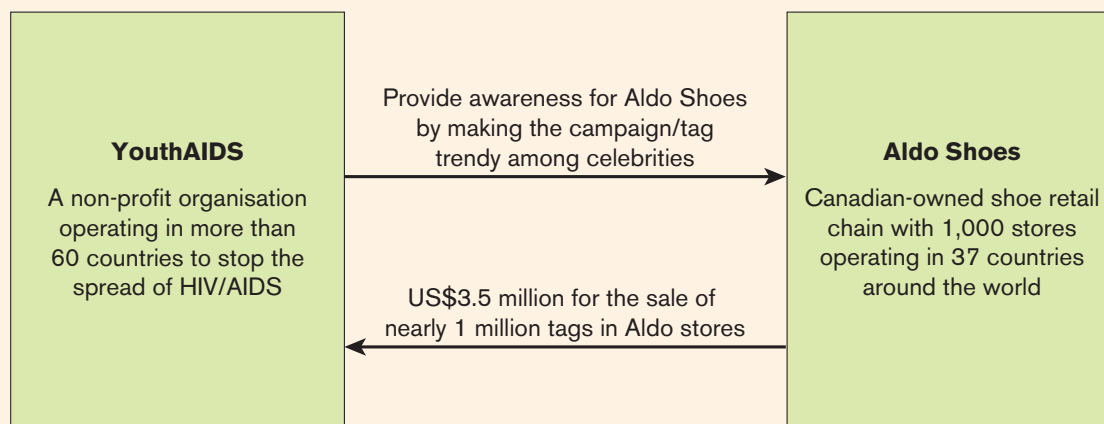 YouthAIDS
A non-profit organisation
operating in more than
60 countries to stop the
spread of HIV/AIDS
Provide awareness for Aldo Shoes
by making the campaign/tag
trendy among celebrities
US$3.5 million for the sale of
nearly 1 million tags in Aldo stores
Aldo Shoes
Canadian-owned shoe retail
chain with 1,000 stores
operating in 37 countries
around the world